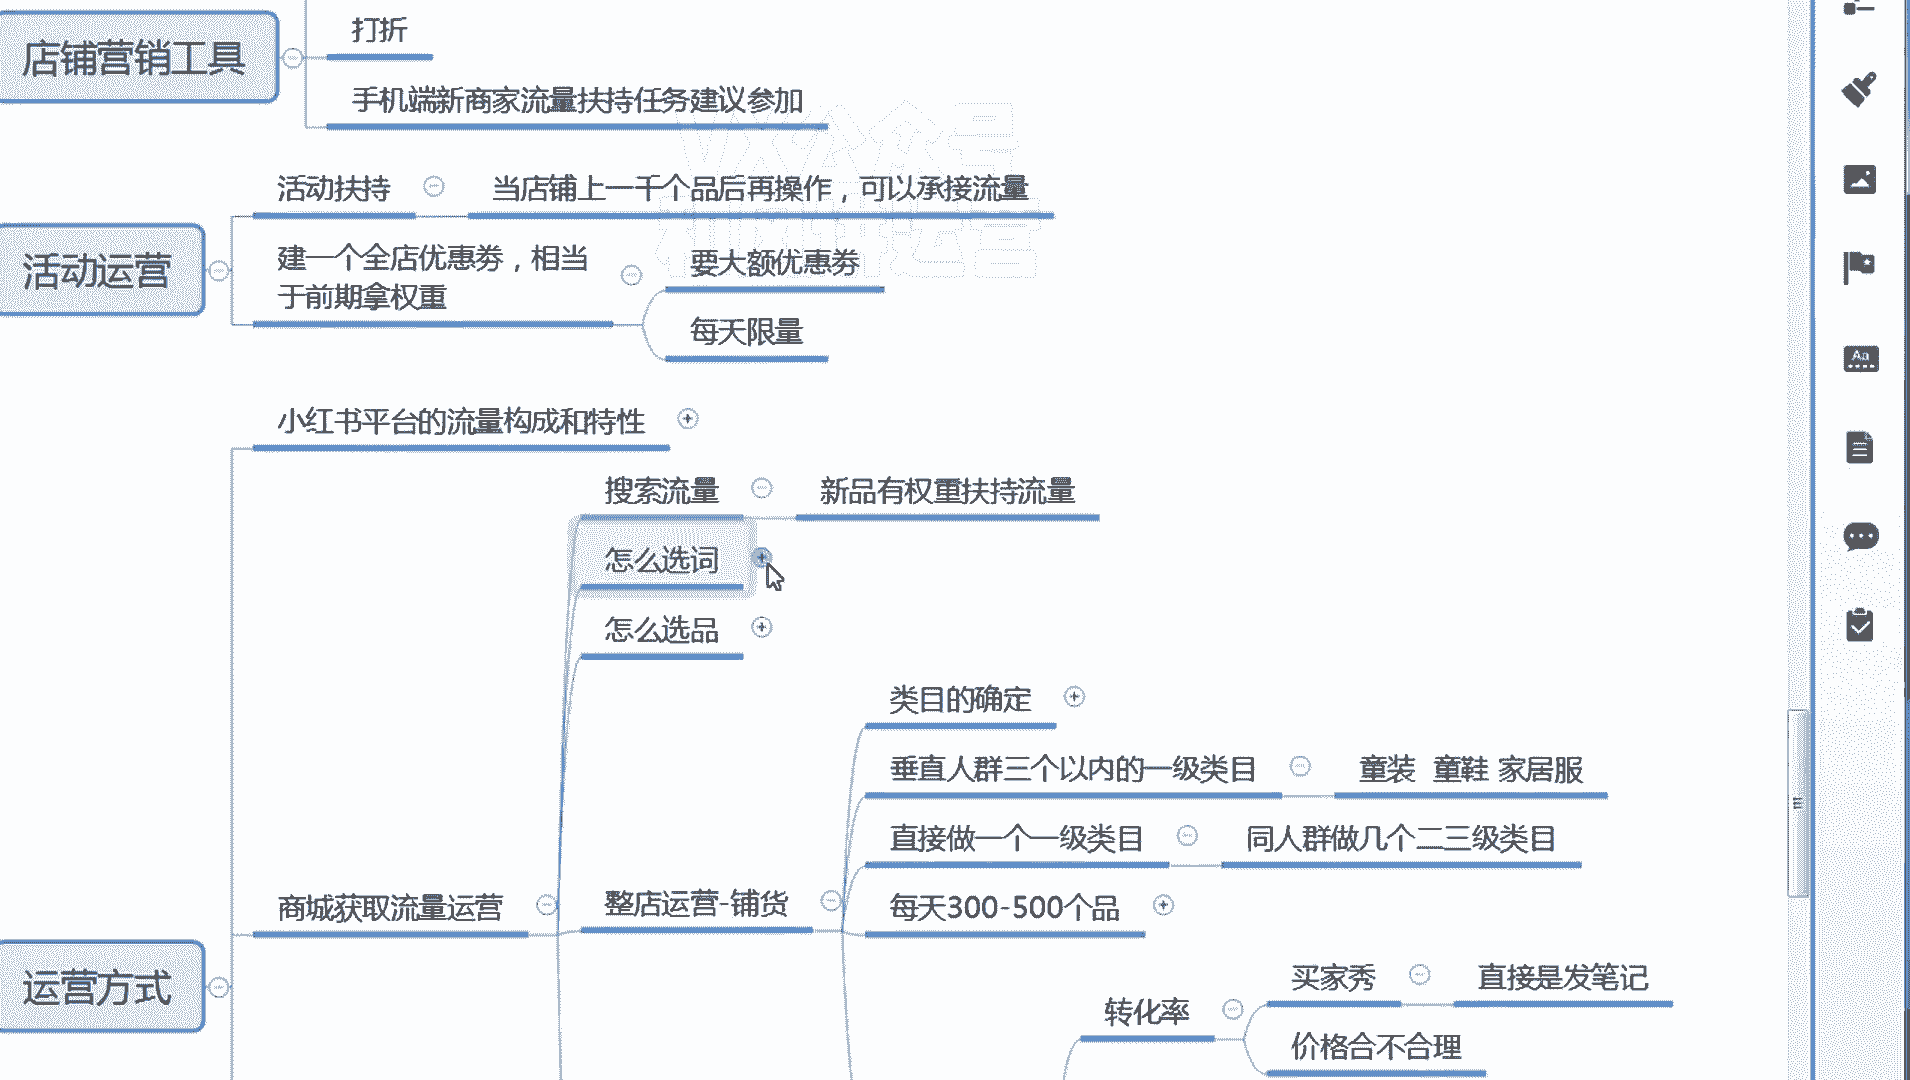 打折
店铺营销工具
手机端新商家流量扶持任务建议参加
活动扶持
当店铺上一千个品后再操作，可以承接流量
活动运营
建一个全店优惠劵，相当
于前期拿权重
要大额优惠劵
每天限量
小红书平台的流量构成和特性
搜索流量
新品有权重扶持流量
怎么选词
怎么选品
类目的确定
垂直人群三个以内的一级类目
童装 童鞋 家居服
直接做一个一级类目
同人群做几个二三级类目
商城获取流量运营
整店运营-铺货
每天300-500个品
运营方式
买家秀
直接是发笔记
转化率
价格合不合理
Aa